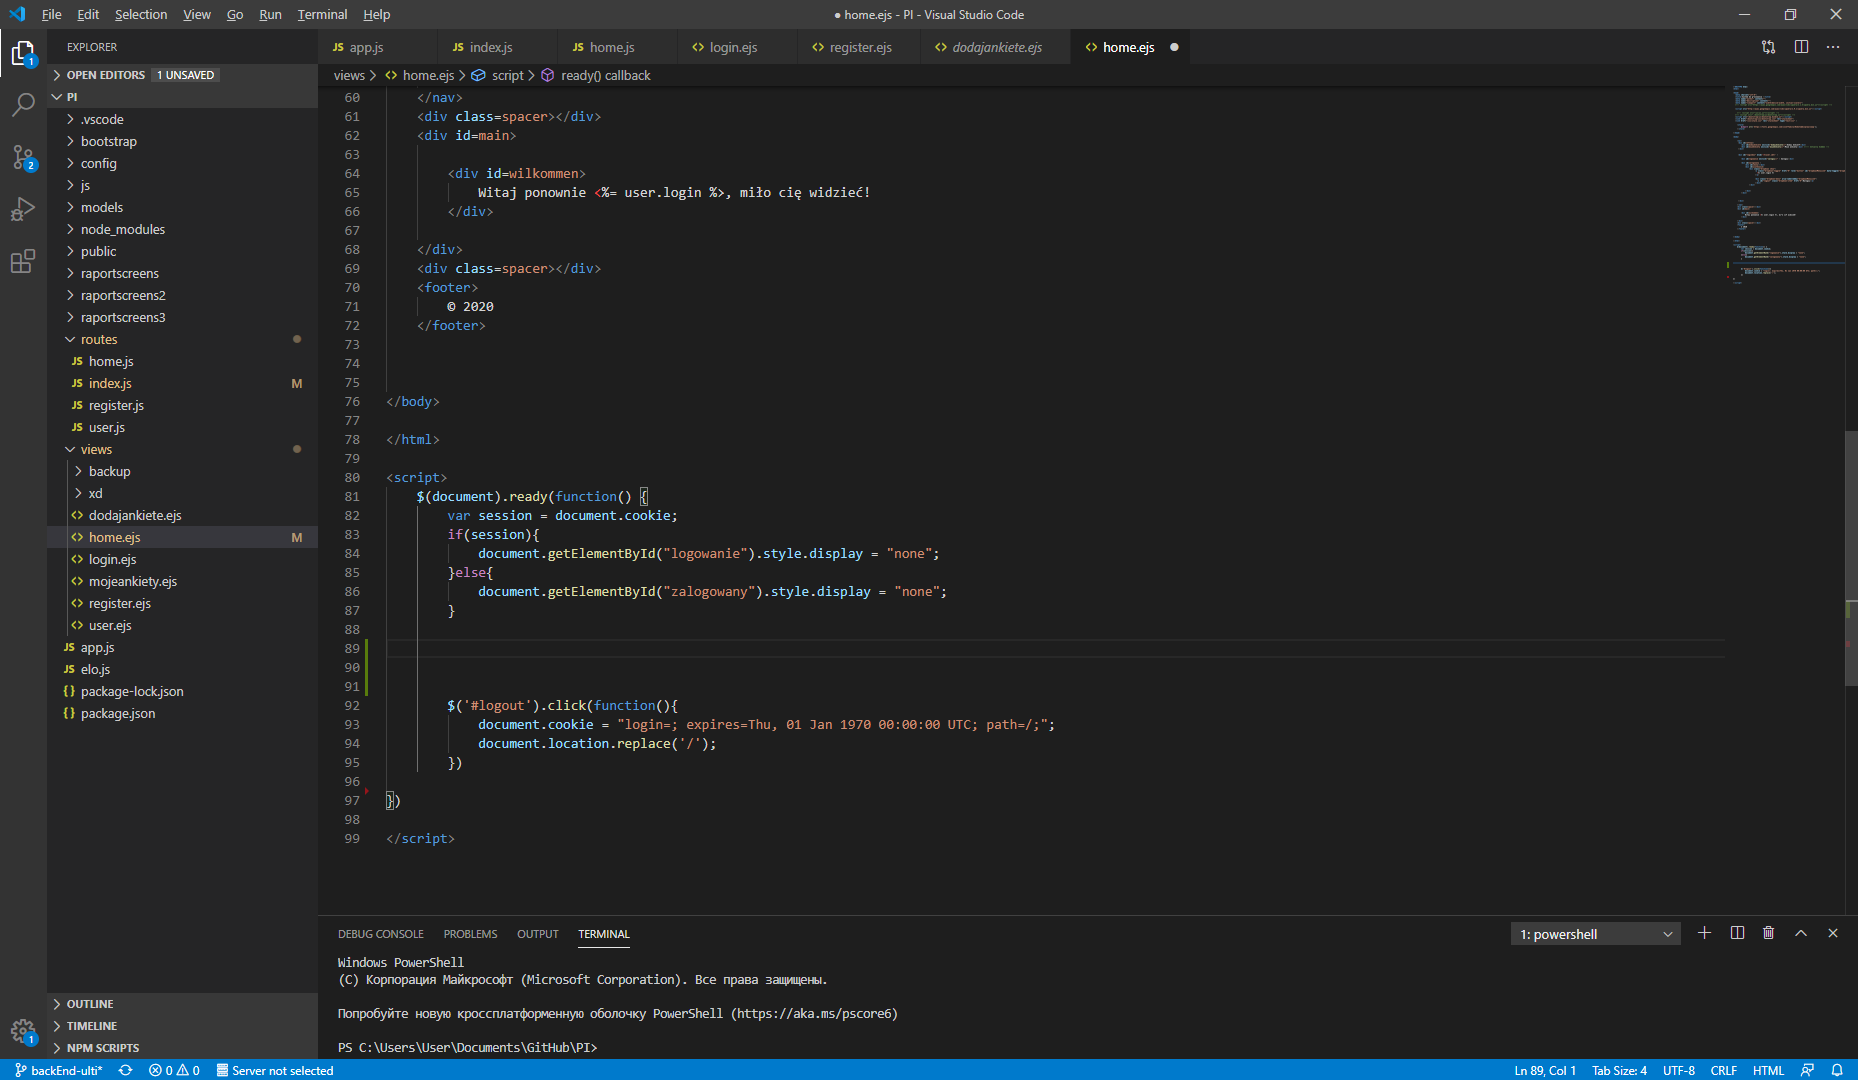 File Edit Selection View Go Run Terminal Help
● home.ejs - PI - Visual Studio Code
EXPLORER
OPEN EDITORS 1 UNSAVED
PI
.vscode
bootstrap
config
js
models
node_modules
public
raportscreens
raportscreens2
raportscreens3
routes
JS home.js
JS index.js M
JS register.js
JS user.js
views
backup
xd
<> dodajankiete.ejs
<> home.ejs M
<> login.ejs
<> mojeankiety.ejs
<> register.ejs
<> user.ejs
JS app.js
JS elo.js
{} package-lock.json
{} package.json
OUTLINE
TIMELINE
NPM SCRIPTS
1
2
1
JS app.js JS index.js JS home.js <> login.ejs <> register.ejs <> dodajankiete.ejs <> home.ejs ●
views > <> home.ejs > script > ready() callback
60 </nav>
61 <div class=spacer></div>
62 <div id=main>
63
64 <div id=wilkommen>
65 Witaj ponownie <%= user.login %>, miło cię widzieć!
66 </div>
67
68 </div>
69 <div class=spacer></div>
70 <footer>
71 © 2020
72 </footer>
73
74
75
76 </body>
77
78 </html>
79
80 <script>
81 $(document).ready(function() {
82 var session = document.cookie;
83 if(session){
84 document.getElementById("logowanie").style.display = "none";
85 }else{
86 document.getElementById("zalogowany").style.display = "none";
87 }
88
89
90
91
92 $('#logout').click(function(){
93 document.cookie = "login=; expires=Thu, 01 Jan 1970 00:00:00 UTC; path=/;";
94 document.location.replace('/');
95 })
96
97 })
98
99 </script>
DEBUG CONSOLE PROBLEMS OUTPUT TERMINAL
1: powershell
Windows PowerShell
(C) Корпорация Майкрософт (Microsoft Corporation). Все права защищены.
Попробуйте новую кроссплатформенную оболочку PowerShell (https://aka.ms/pscore6)
PS C:\Users\User\Documents\GitHub\PI>
backEnd-ulti* 0 0 Server not selected
Ln 89, Col 1 Tab Size: 4 UTF-8 CRLF HTML